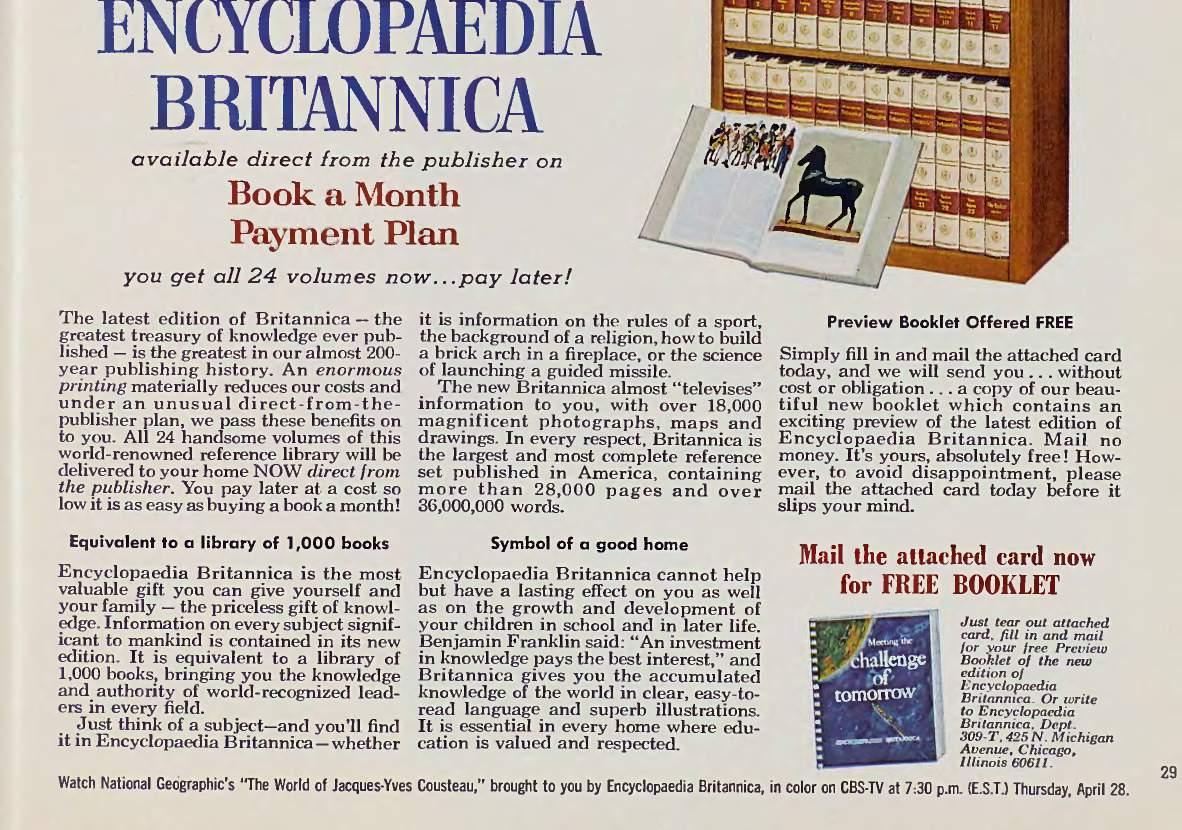 ENCYCLOPAEDIA
BRITANNICA
available direct from the publisher on
Book a Month
Payment Plan
you get all 24 volumes now...pay later!
The latest edition of Britannica — the
greatest treasury of knowledge ever pub-
lished — is the greatest in our almost 200-
year publishing history. An enormous
printing materially reduces our costs and
under an unusual direct-from-the-
publisher plan, we pass these benefits on
to you. All 24 handsome volumes of this
world-renowned reference library will be
delivered to your home NOW direct from
the publisher. You pay later at a cost so
low it is as easy as buying a book a month!
Equivalent to a library of 1,000 books
Encyclopaedia Britannica is the most
valuable gift you can give yourself and
your family — the priceless gift of knowl-
edge. Information on every subject signif-
icant to mankind is contained in its new
edition. It is equivalent to a library of
1,000 books, bringing you the knowledge
and authority of world-recognized lead-
ers in every field.
Just think of a subject—and you'll find
it in Encyclopaedia Britannica—whether
it is information on the rules of a sport,
the background of a religion, how to build
a brick arch in a fireplace, or the science
of launching a guided missile.
The new Britannica almost "televises"
information to you, with over 18,000
magnificent photographs, maps and
drawings. In every respect, Britannica is
the largest and most complete reference
set published in America, containing
more than 28,000 pages and over
36,000,000 words.
Symbol of a good home
Encyclopaedia Britannica cannot help
but have a lasting effect on you as well
as on the growth and development of
your children in school and in later life.
Benjamin Franklin said: "An investment
in knowledge pays the best interest," and
Britannica gives you the accumulated
knowledge of the world in clear, easy-to-
read language and superb illustrations.
It is essential in every home where edu-
cation is valued and respected.
Preview Booklet Offered FREE
Simply fill in and mail the attached card
today, and we will send you . . . without
cost or obligation . . . a copy of our beau-
tiful new booklet which contains an
exciting preview of the latest edition of
Encyclopaedia Britannica. Mail no
money. It's yours, absolutely free! How-
ever, to avoid disappointment, please
mail the attached card today before it
slips your mind.
Mail the attached card now
for FREE BOOKLET
Meeting the
challenge
of
tomorrow
ENCYCLOPAEDIA BRITANNICA
Just tear out attached
card, fill in and mail
for your free Preview
Booklet of the new
edition of
Encyclopaedia
Britannica. Or write
to Encyclopaedia
Britannica, Dept.
309-T, 425 N. Michigan
Avenue, Chicago,
Illinois 60611.
29
Watch National Geographic's "The World of Jacques-Yves Cousteau," brought to you by Encyclopaedia Britannica, in color on CBS-TV at 7:30 p.m. (E.S.T.) Thursday, April 28.